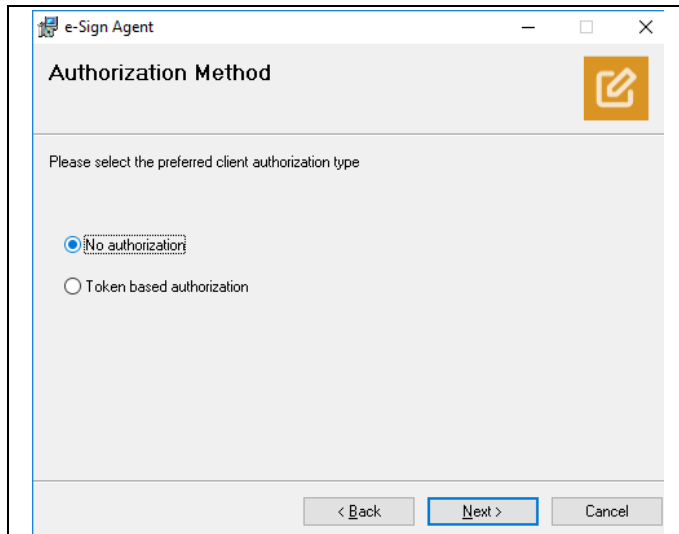 e-Sign Agent
Authorization Method
Please select the preferred client authorization type
No authorization
Token based authorization
< Back
Next >
Cancel